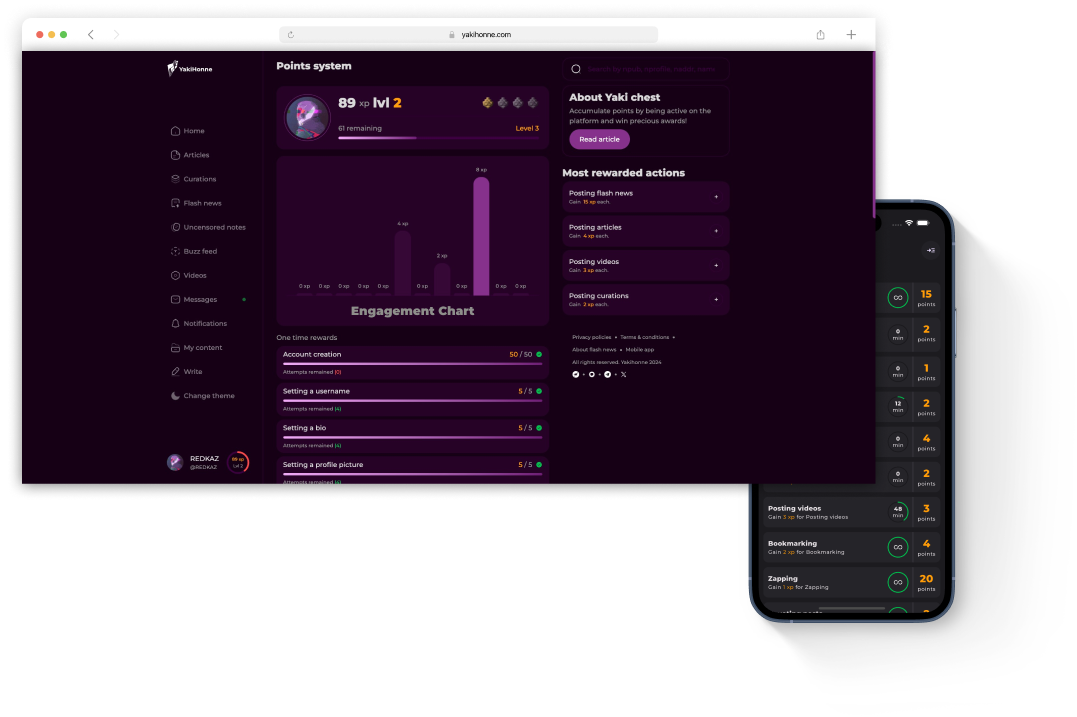 yakihonne.com
YakiHonne
Home
Articles
Curations
Flash news
Uncensored notes
Buzz feed
Videos
Messages
Notifications
My content
Write
Change theme
REDKAZ
@REDKAZ
89 xp
Lvl 2
Points system
89 xp lvl 2
61 remaining
Level 3
8 xp
4 xp
2 xp
0 xp 0 xp 0 xp 0 xp 0 xp 0 xp 0 xp 0 xp 0 xp
Engagement Chart
One time rewards
Account creation 50 / 50
Attempts remained (0)
Setting a username 5 / 5
Attempts remained (4)
Setting a bio 5 / 5
Attempts remained (4)
Setting a profile picture 5 / 5
Attempts remained (4)
About Yaki chest
Accumulate points by being active on the
platform and win precious awards!
Read article
Most rewarded actions
Posting flash news
Gain 15 xp each.
+
Posting articles
Gain 4 xp each.
+
Posting videos
Gain 3 xp each.
+
Posting curations
Gain 2 xp each.
+
Privacy policies • Terms & conditions •
About flash news • Mobile app
All rights reserved. Yakihonne 2024
∞ 15 points
0 min 2 points
0 min 1 points
12 min 2 points
0 min 4 points
0 min 2 points
Posting videos
Gain 3 xp for Posting videos
48 min 3 points
Bookmarking
Gain 2 xp for Bookmarking
∞ 4 points
Zapping
Gain 1 xp for Zapping
∞ 20 points